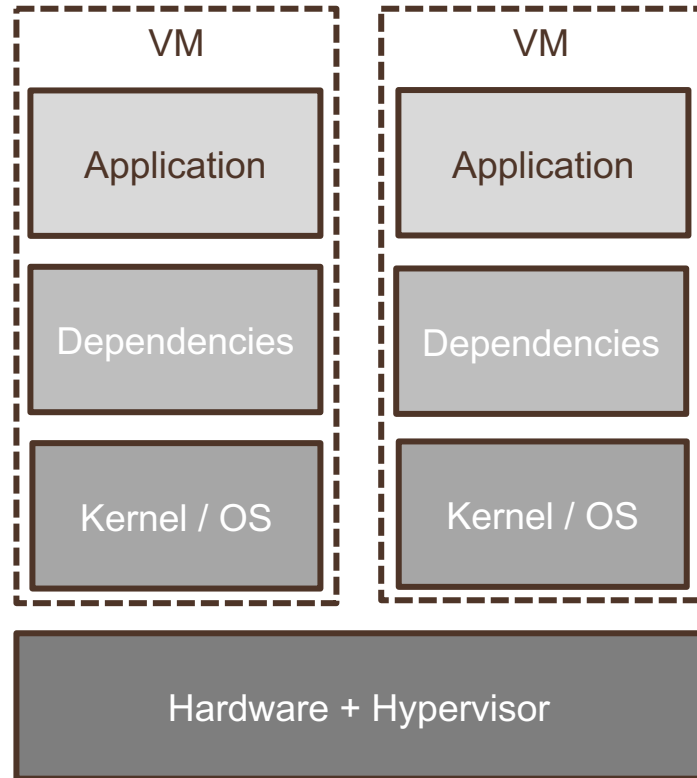 VM
Application
Dependencies
Kernel / OS
VM
Application
Dependencies
Kernel / OS
Hardware + Hypervisor